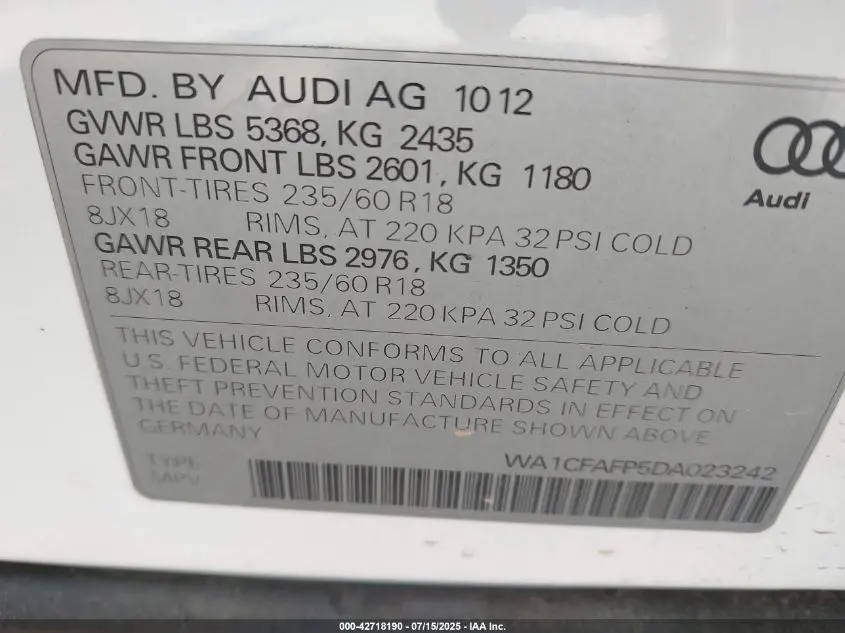 MFD. BY AUDI AG 10 12
GVWR LBS 5368, KG 2435
GAWR FRONT LBS 2601, KG 1180
FRONT-TIRES 235/60 R18
8JX18 RIMS, AT 220 KPA 32 PSI COLD
Audi
GAWR REAR LBS 2976, KG 1350
REAR-TIRES 235/60 R18
8JX18 RIMS, AT 220 KPA 32 PSI COLD
THIS VEHICLE CONFORMS TO ALL APPLICABLE
U.S. FEDERAL MOTOR VEHICLE SAFETY AND
THEFT PREVENTION STANDARDS IN EFFECT ON
THE DATE OF MANUFACTURE SHOWN ABOVE
GERMANY
TYPE: WA1CFAFP5DA023242
MPV
000-42718190 - 07/15/2025 - IAA, Inc.